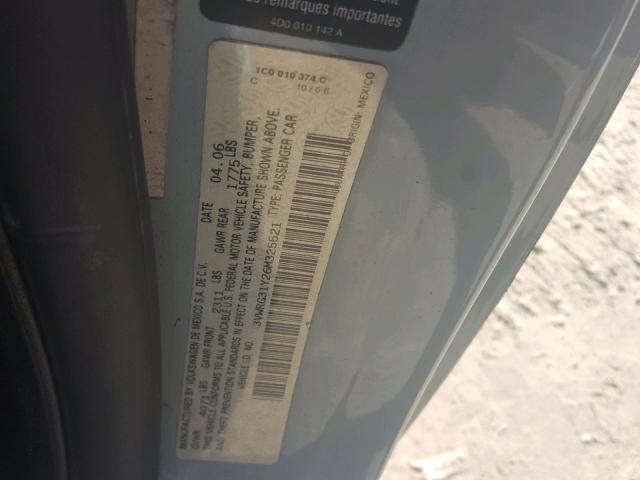 es remarques importantes
4D0 010 142 A
1C0 010 374 C
C 10/06
MANUFACTURED BY VOLKSWAGEN DE MEXICO S.A. DE C.V. DATE 04.06
GVWR 4071 LBS GAWR FRONT 2311 LBS GAWR REAR 1775 LBS
THIS VEHICLE CONFORMS TO ALL APPLICABLE U.S. FEDERAL MOTOR VEHICLE SAFETY, BUMPER,
AND THEFT PREVENTION STANDARDS IN EFFECT ON THE DATE OF MANUFACTURE SHOWN ABOVE.
VEHICLE I.D. NO. 3VWRG31Y26M325521 TYPE: PASSENGER CAR
ORIGIN: MEXICO